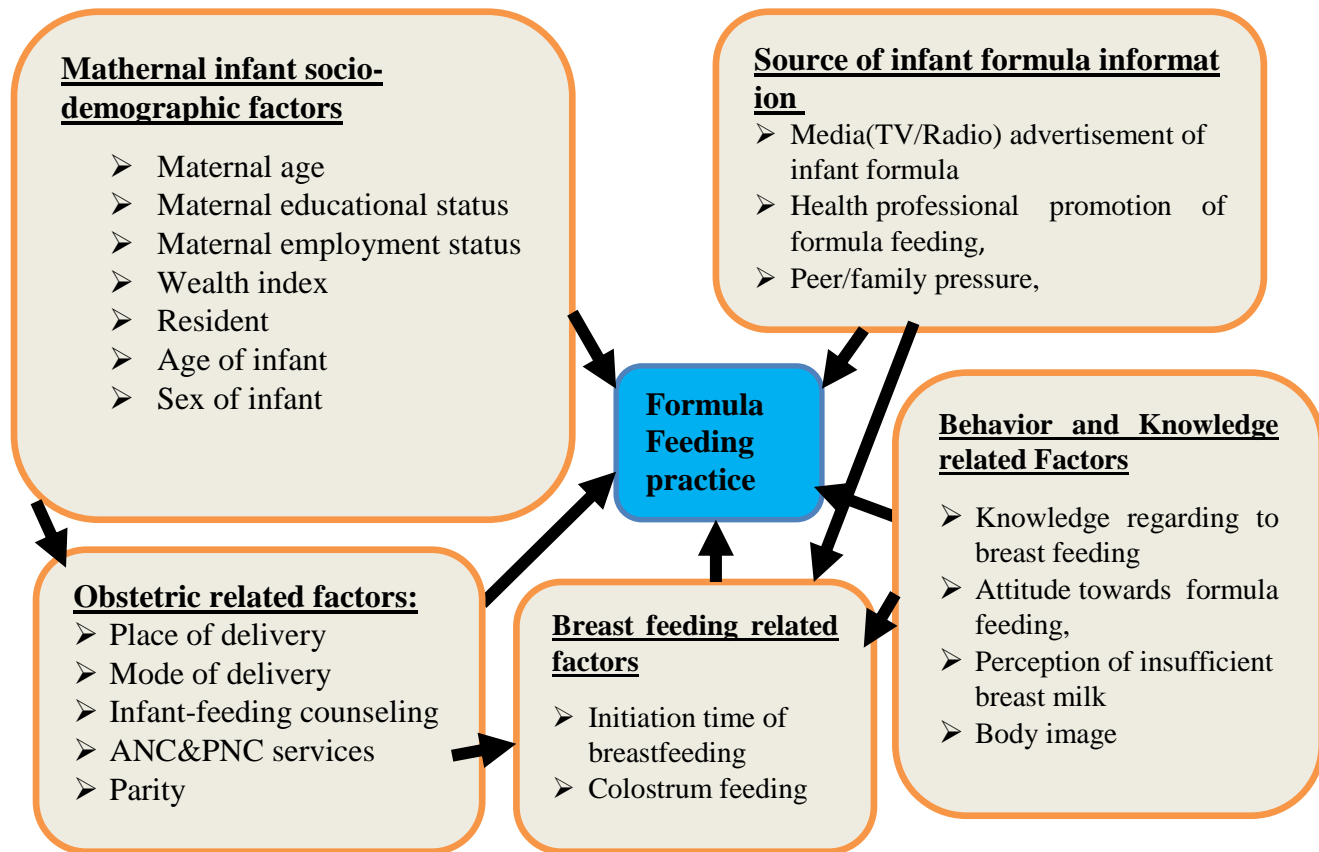 Mathernal infant socio-
demographic factors
➢ Maternal age
➢ Maternal educational status
➢ Maternal employment status
➢ Wealth index
➢ Resident
➢ Age of infant
➢ Sex of infant
Source of infant formula informat
ion
➢ Media(TV/Radio) advertisement of
infant formula
➢ Health professional promotion of
formula feeding,
➢ Peer/family pressure,
Formula
Feeding
practice
Behavior and Knowledge
related Factors
➢ Knowledge regarding to
breast feeding
➢ Attitude towards formula
feeding,
➢ Perception of insufficient
breast milk
➢ Body image
Obstetric related factors:
➢ Place of delivery
➢ Mode of delivery
➢ Infant-feeding counseling
➢ ANC&PNC services
➢ Parity
Breast feeding related
factors
➢ Initiation time of
breastfeeding
➢ Colostrum feeding